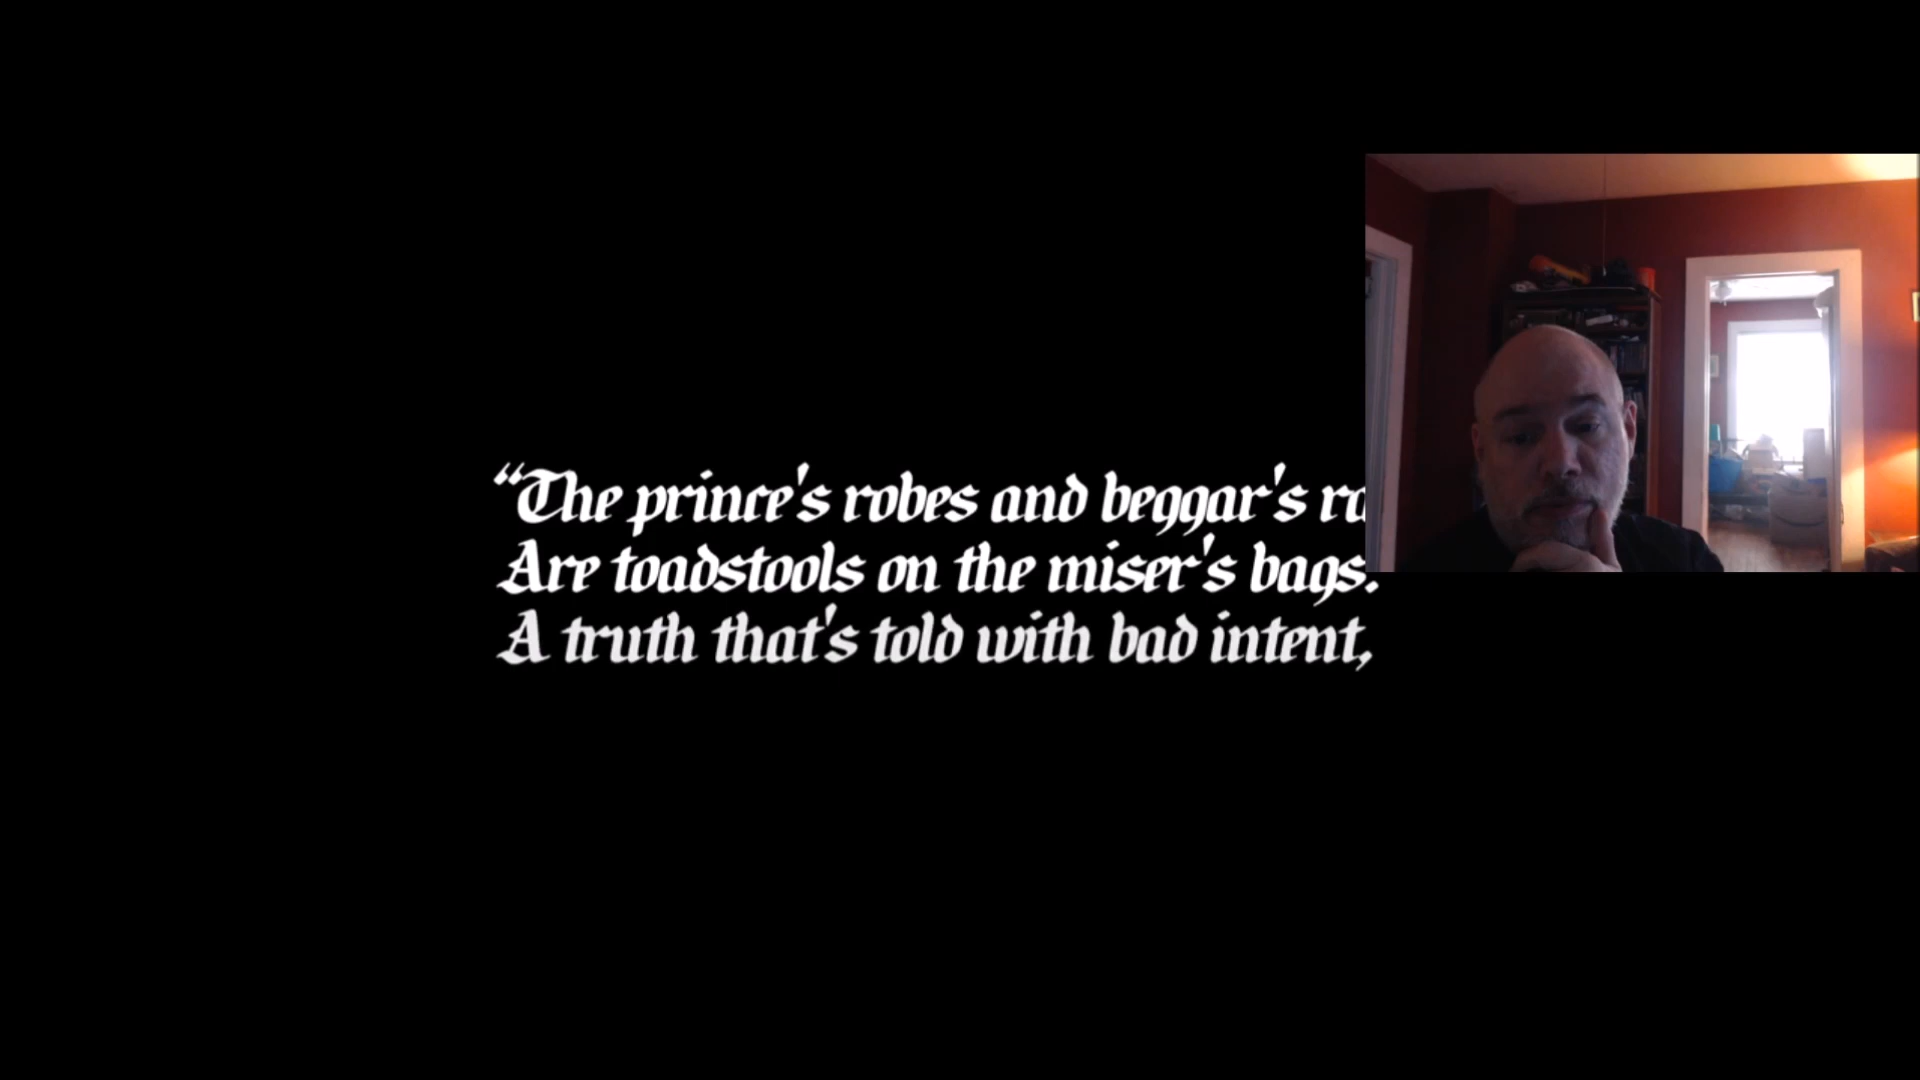 “The prince's robes and beggar's
Are toadstools on the miser's bags.
A truth that's told with bad intent,